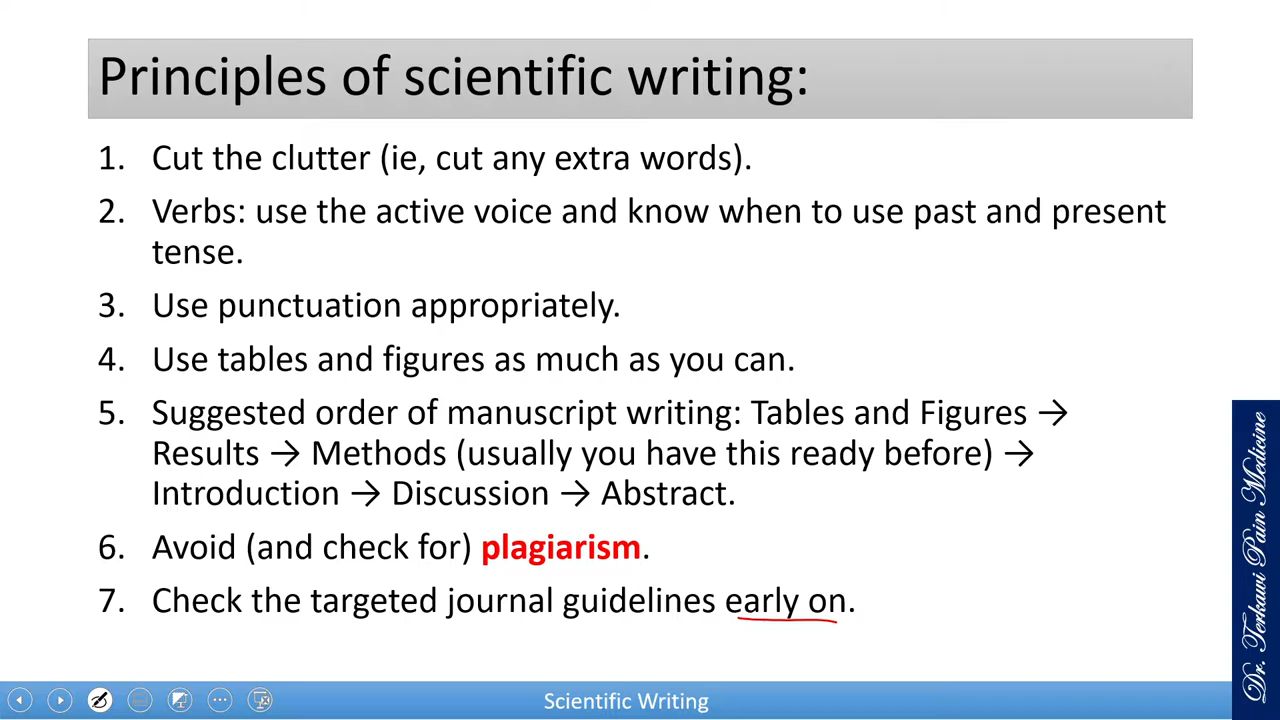 Principles of scientific writing:
1. Cut the clutter (ie, cut any extra words).
2. Verbs: use the active voice and know when to use past and present
tense.
3. Use punctuation appropriately.
4. Use tables and figures as much as you can.
5. Suggested order of manuscript writing: Tables and Figures →
Results → Methods (usually you have this ready before) →
Introduction → Discussion → Abstract.
6. Avoid (and check for) plagiarism.
7. Check the targeted journal guidelines early on.
Dr. Terkawi Pain Medicine
Scientific Writing